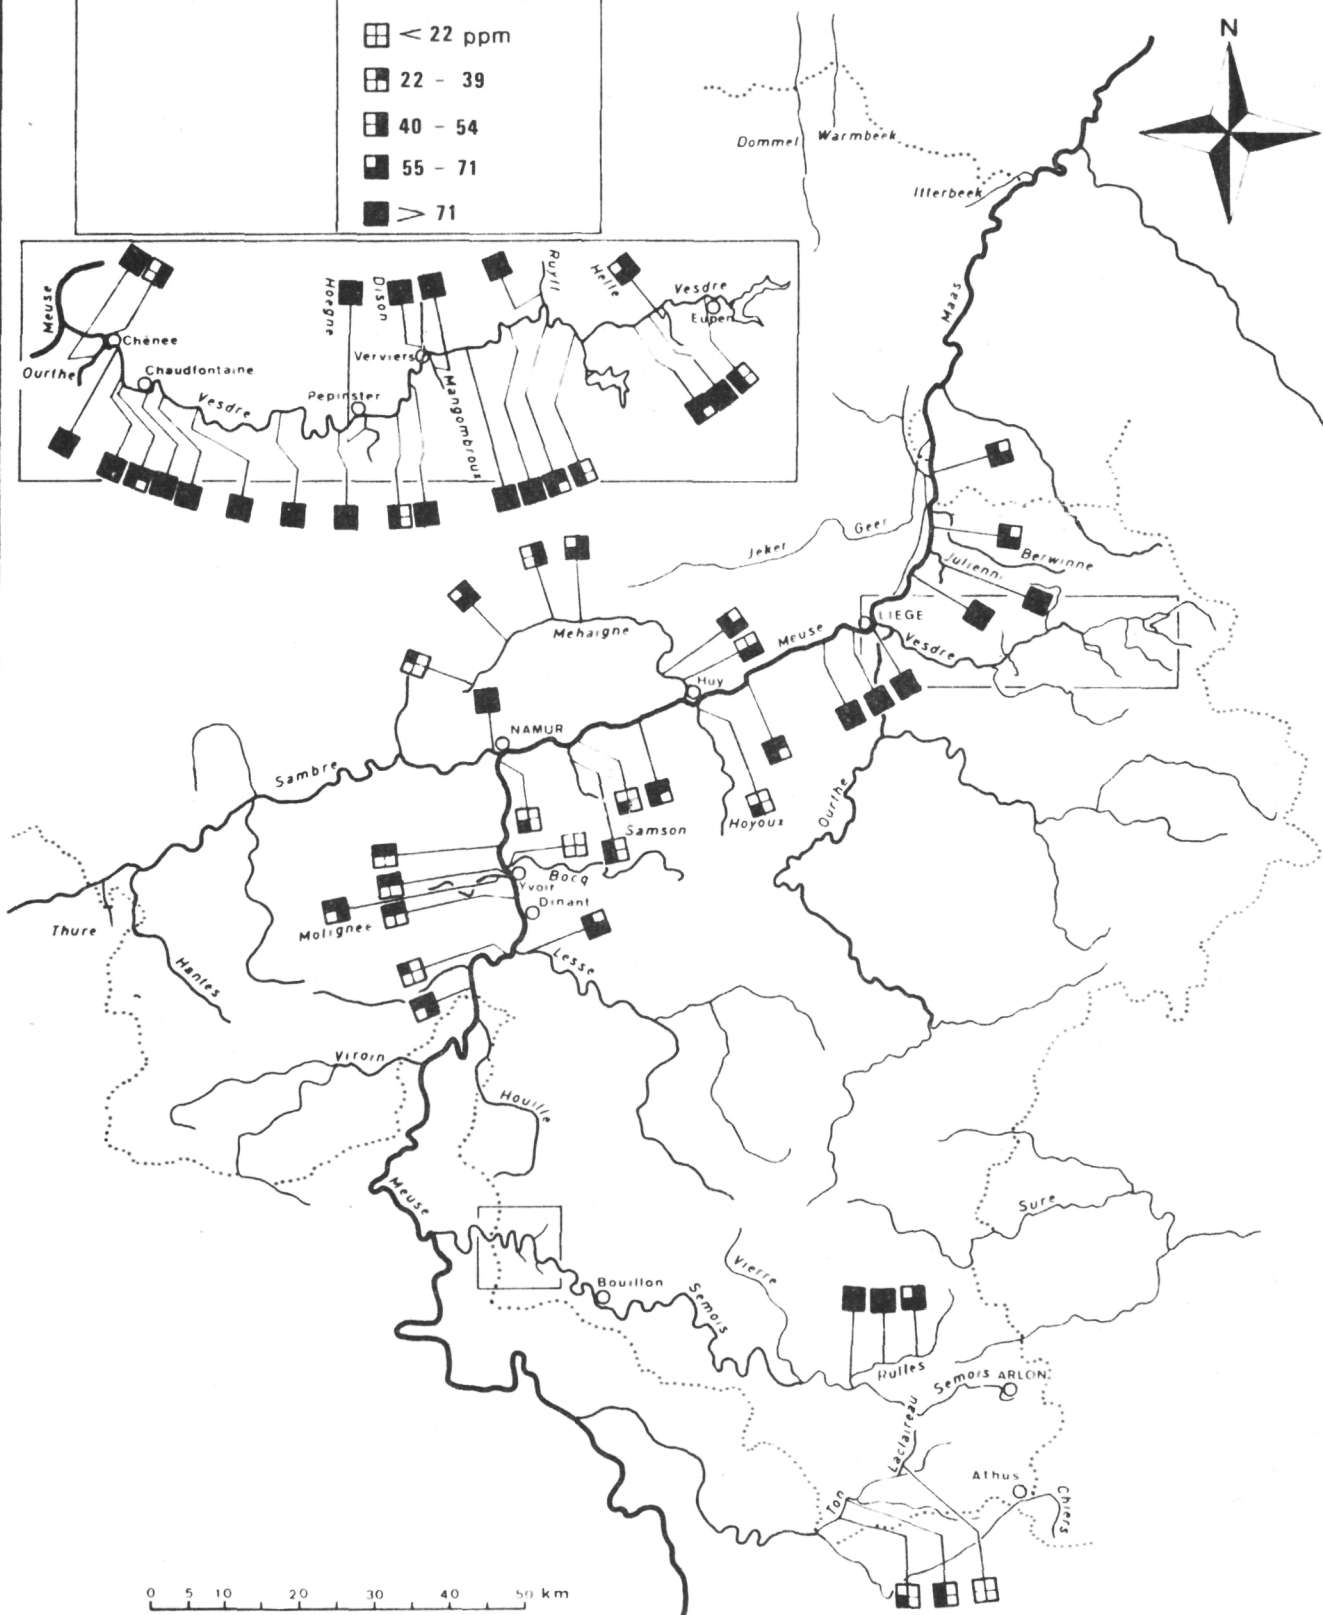 < 22 ppm
22 - 39
40 - 54
55 - 71
> 71
N
Dommel
Warmbeek
Itterbeek
Maas
Meuse
Ourthe
Chênee
Chaudfontaine
Vesdre
Hoegne
Pepinster
Dison
Verviers
Mangombroux
Ruyff
Helle
Vesdre
Eupen
Jeker
Geer
Berwinne
Julienn
LIEGE
Vesdre
Mehaigne
Meuse
Huy
NAMUR
Sambre
Samson
Hoyoux
Ourthe
Bocq
Yvoir
Dinant
Molignee
Thure
Hantes
Lesse
Viroin
Houille
Meuse
Sure
Vierre
Bouillon
Semois
Rulles
Semois
ARLON
Laclaireau
Ton
Athus
Chiers
0 5 10 20 30 40 50 km